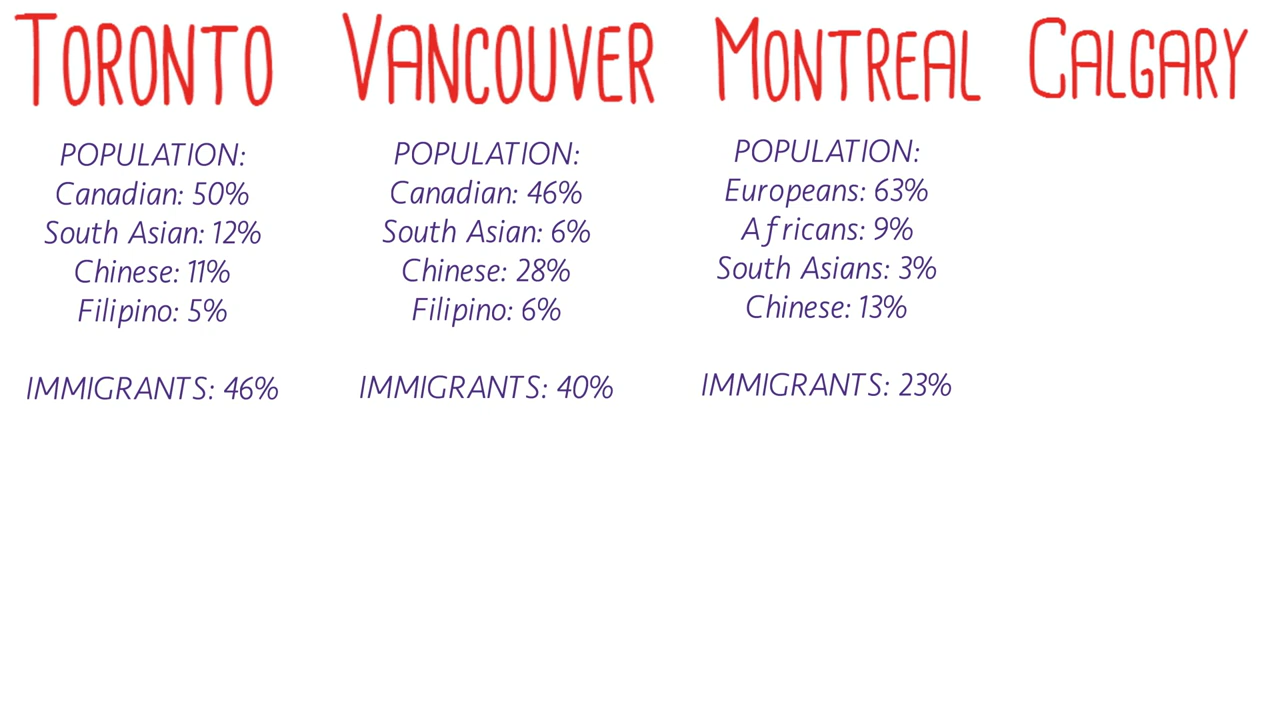 TORONTO
POPULATION:
Canadian: 50%
South Asian: 12%
Chinese: 11%
Filipino: 5%
IMMIGRANTS: 46%
VANCOUVER
POPULATION:
Canadian: 46%
South Asian: 6%
Chinese: 28%
Filipino: 6%
IMMIGRANTS: 40%
MONTREAL
POPULATION:
Europeans: 63%
Africans: 9%
South Asians: 3%
Chinese: 13%
IMMIGRANTS: 23%
CALGARY